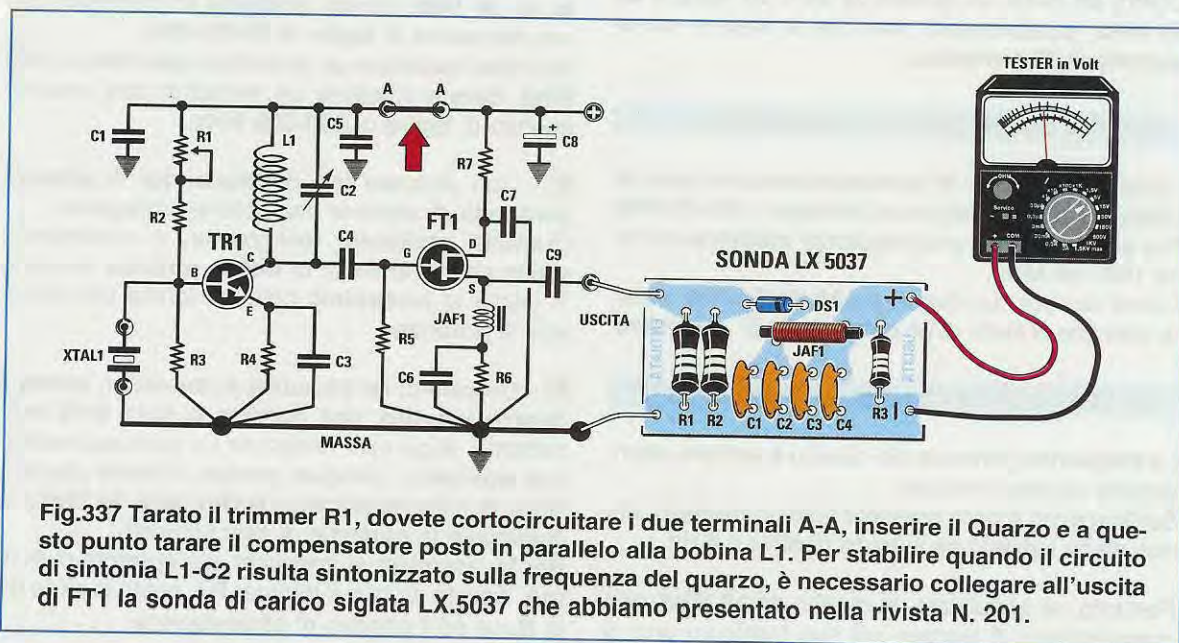 TESTER in Volt
A A
C1
R1
L1
C5
C8
R2
C2
R7
C7
TR1
C4
FT1
C9
B
C
E
G
D
S
SONDA LX 5037
USCITA
JAF1
XTAL1
R3
R4
C3
R5
C6
R6
MASSA
ENTRATA
DS1
JAF1
USCITA
R1 R2 C1 C2 C3 C4 R3
OHM
Service
+ COM
Fig.337 Tarato il trimmer R1, dovete cortocircuitare i due terminali A-A, inserire il Quarzo e a que-
sto punto tarare il compensatore posto in parallelo alla bobina L1. Per stabilire quando il circuito
di sintonia L1-C2 risulta sintonizzato sulla frequenza del quarzo, è necessario collegare all'uscita
di FT1 la sonda di carico siglata LX.5037 che abbiamo presentato nella rivista N. 201.